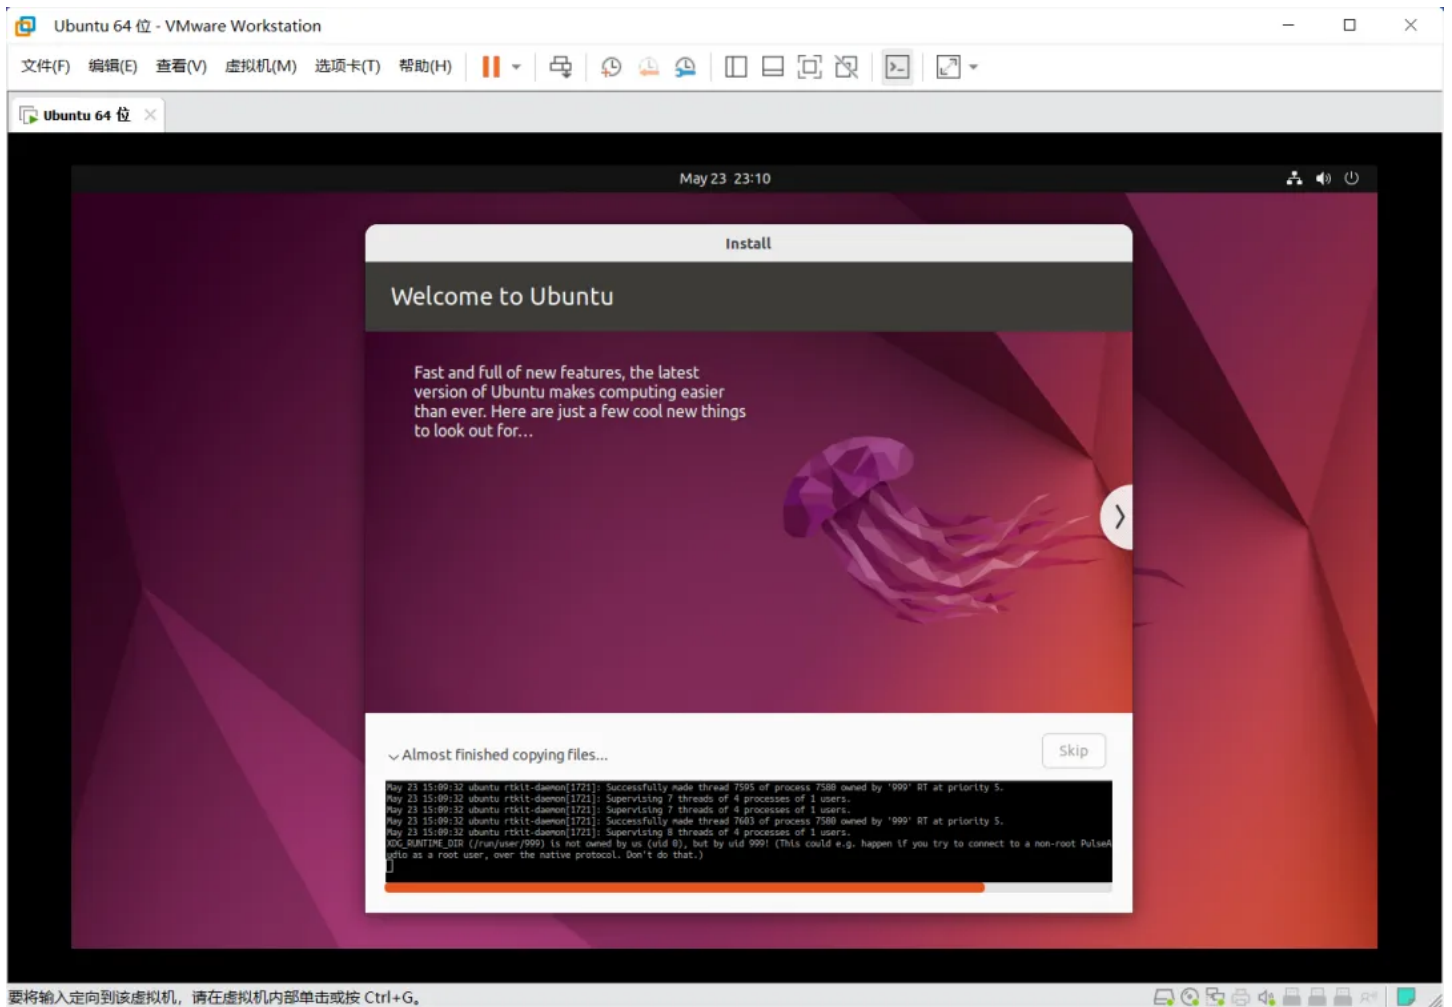 Ubuntu 64 位 - VMware Workstation
文件(F) 编辑(E) 查看(V) 虚拟机(M) 选项卡(T) 帮助(H)
Ubuntu 64 位
May 23 23:10
Install
Welcome to Ubuntu
Fast and full of new features, the latest
version of Ubuntu makes computing easier
than ever. Here are just a few cool new things
to look out for...
Almost finished copying files...
Skip
May 23 15:09:32 ubuntu rtkit-daemon[1721]: Successfully made thread 7595 of process 7580 owned by '999' RT at priority 5.
May 23 15:09:32 ubuntu rtkit-daemon[1721]: Supervising 7 threads of 4 processes of 1 users.
May 23 15:09:32 ubuntu rtkit-daemon[1721]: Supervising 7 threads of 4 processes of 1 users.
May 23 15:09:32 ubuntu rtkit-daemon[1721]: Successfully made thread 7603 of process 7580 owned by '999' RT at priority 5.
May 23 15:09:32 ubuntu rtkit-daemon[1721]: Supervising 8 threads of 4 processes of 1 users.
XDG_RUNTIME_DIR (/run/user/999) is not owned by us (uid 0), but by uid 999! (This could e.g. happen if you try to connect to a non-root PulseA
udio as a root user, over the native protocol. Don't do that.)
要将输入定向到该虚拟机，请在虚拟机内部单击或按 Ctrl+G。